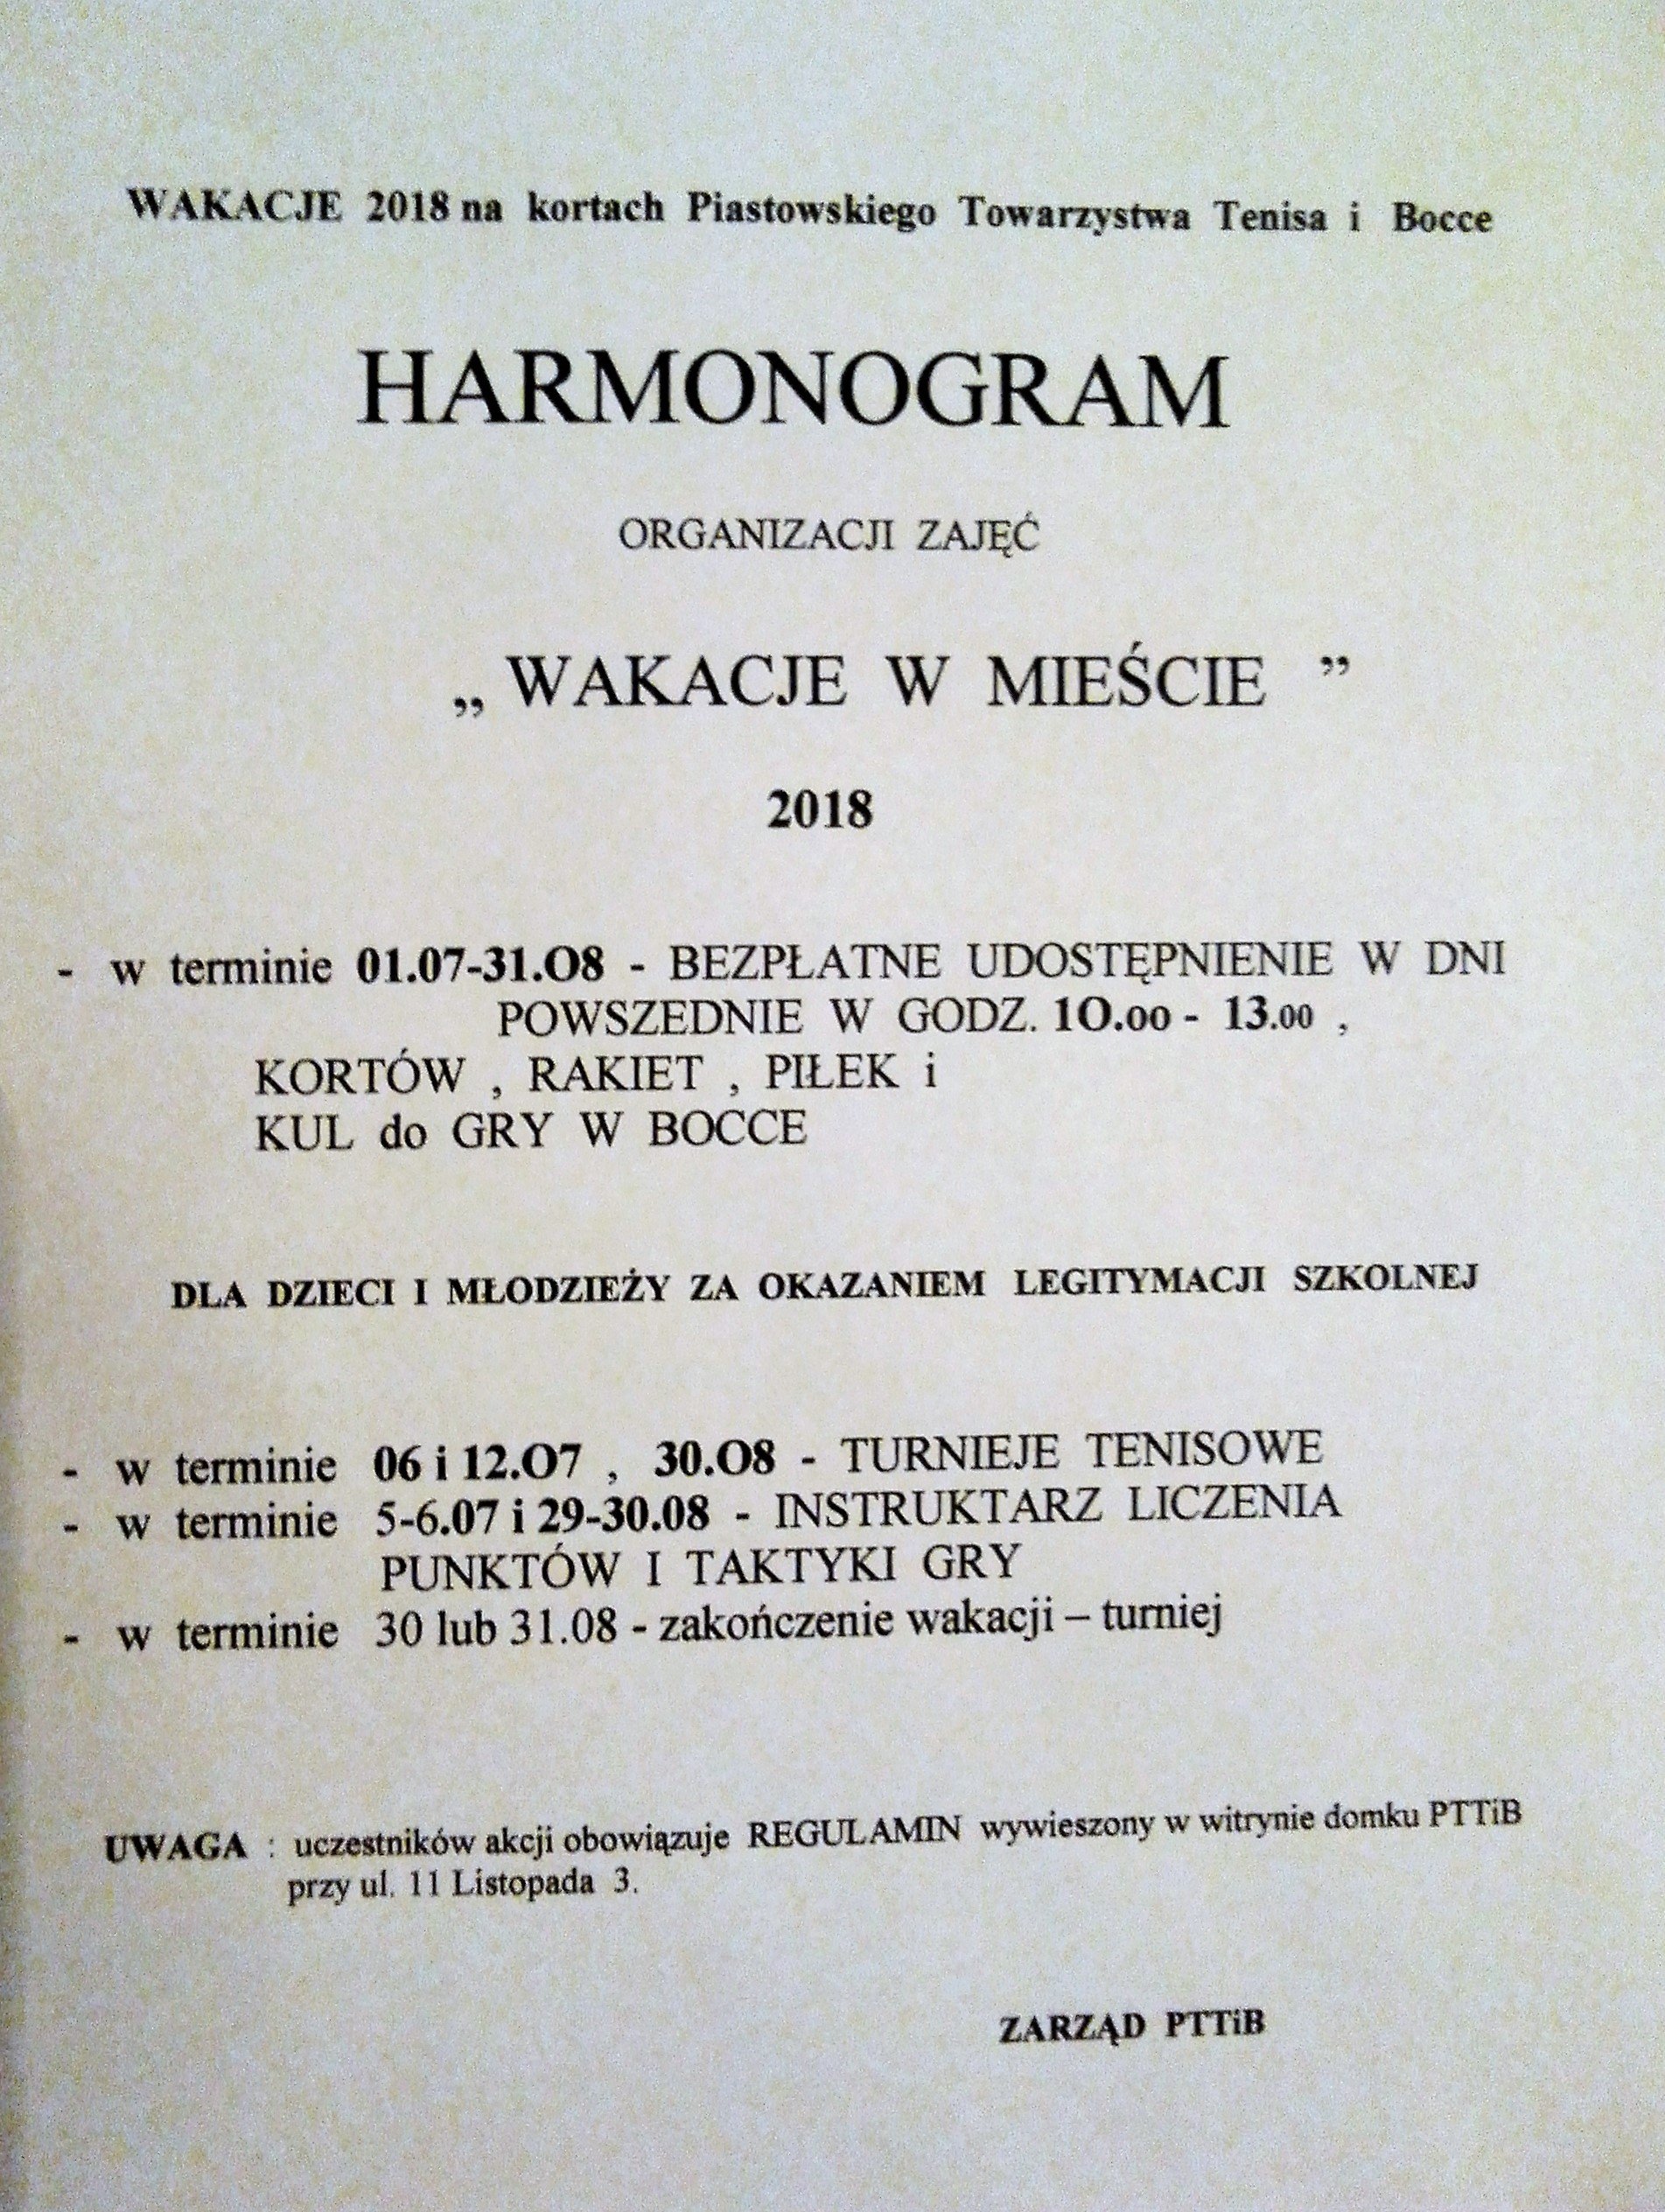 WAKACJE 2018 na kortach Piastowskiego Towarzystwa Tenisa i Bocce
HARMONOGRAM
ORGANIZACJI ZAJĘĆ
„ WAKACJE W MIEŚCIE ”
2018
- w terminie 01.07-31.O8 - BEZPŁATNE UDOSTĘPNIENIE W DNI
POWSZEDNIE W GODZ. 1O.oo - 13.oo ,
KORTÓW , RAKIET , PIŁEK i
KUL do GRY W BOCCE
DLA DZIECI I MŁODZIEŻY ZA OKAZANIEM LEGITYMACJI SZKOLNEJ
- w terminie 06 i 12.O7 , 30.O8 - TURNIEJE TENISOWE
- w terminie 5-6.07 i 29-30.08 - INSTRUKTARZ LICZENIA
PUNKTÓW I TAKTYKI GRY
- w terminie 30 lub 31.08 - zakończenie wakacji – turniej
UWAGA : uczestników akcji obowiązuje REGULAMIN wywieszony w witrynie domku PTTiB
przy ul. 11 Listopada 3.
ZARZĄD PTTiB